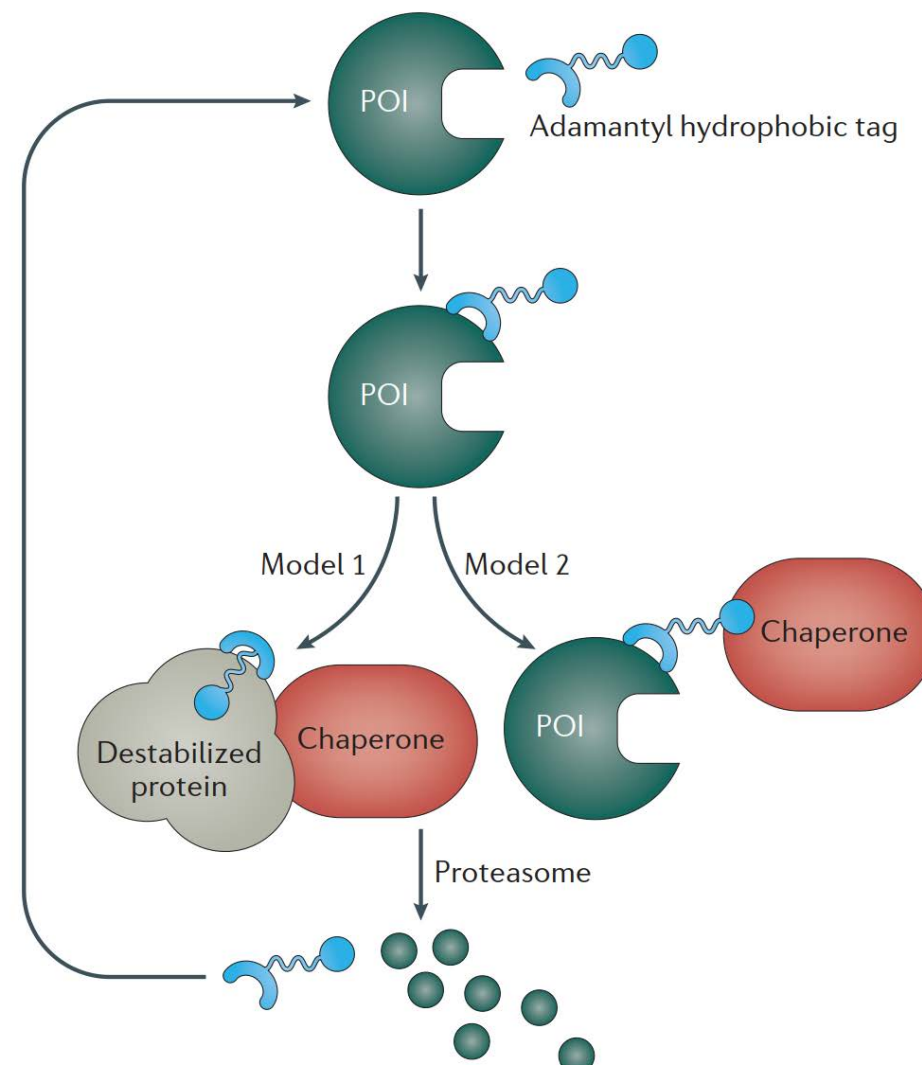 POI
Adamantyl hydrophobic tag
POI
Model 1
Model 2
Chaperone
POI
Destabilized
protein
Chaperone
Proteasome